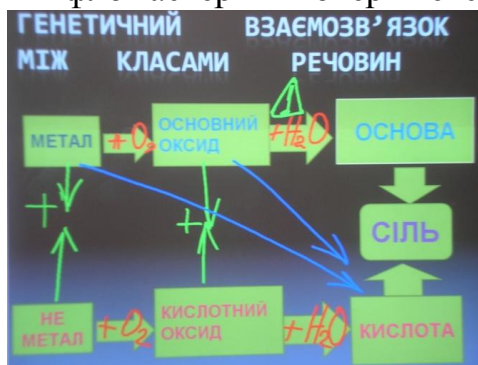 ГЕНЕТИЧНИЙ ВЗАЄМОЗВ’ЯЗОК
МІЖ КЛАСАМИ РЕЧОВИН
МЕТАЛ + O₂ ОСНОВНИЙ ОКСИД +H₂O ОСНОВА
+ +
СІЛЬ
НЕ МЕТАЛ +O₂ КИСЛОТНИЙ ОКСИД +H₂O КИСЛОТА